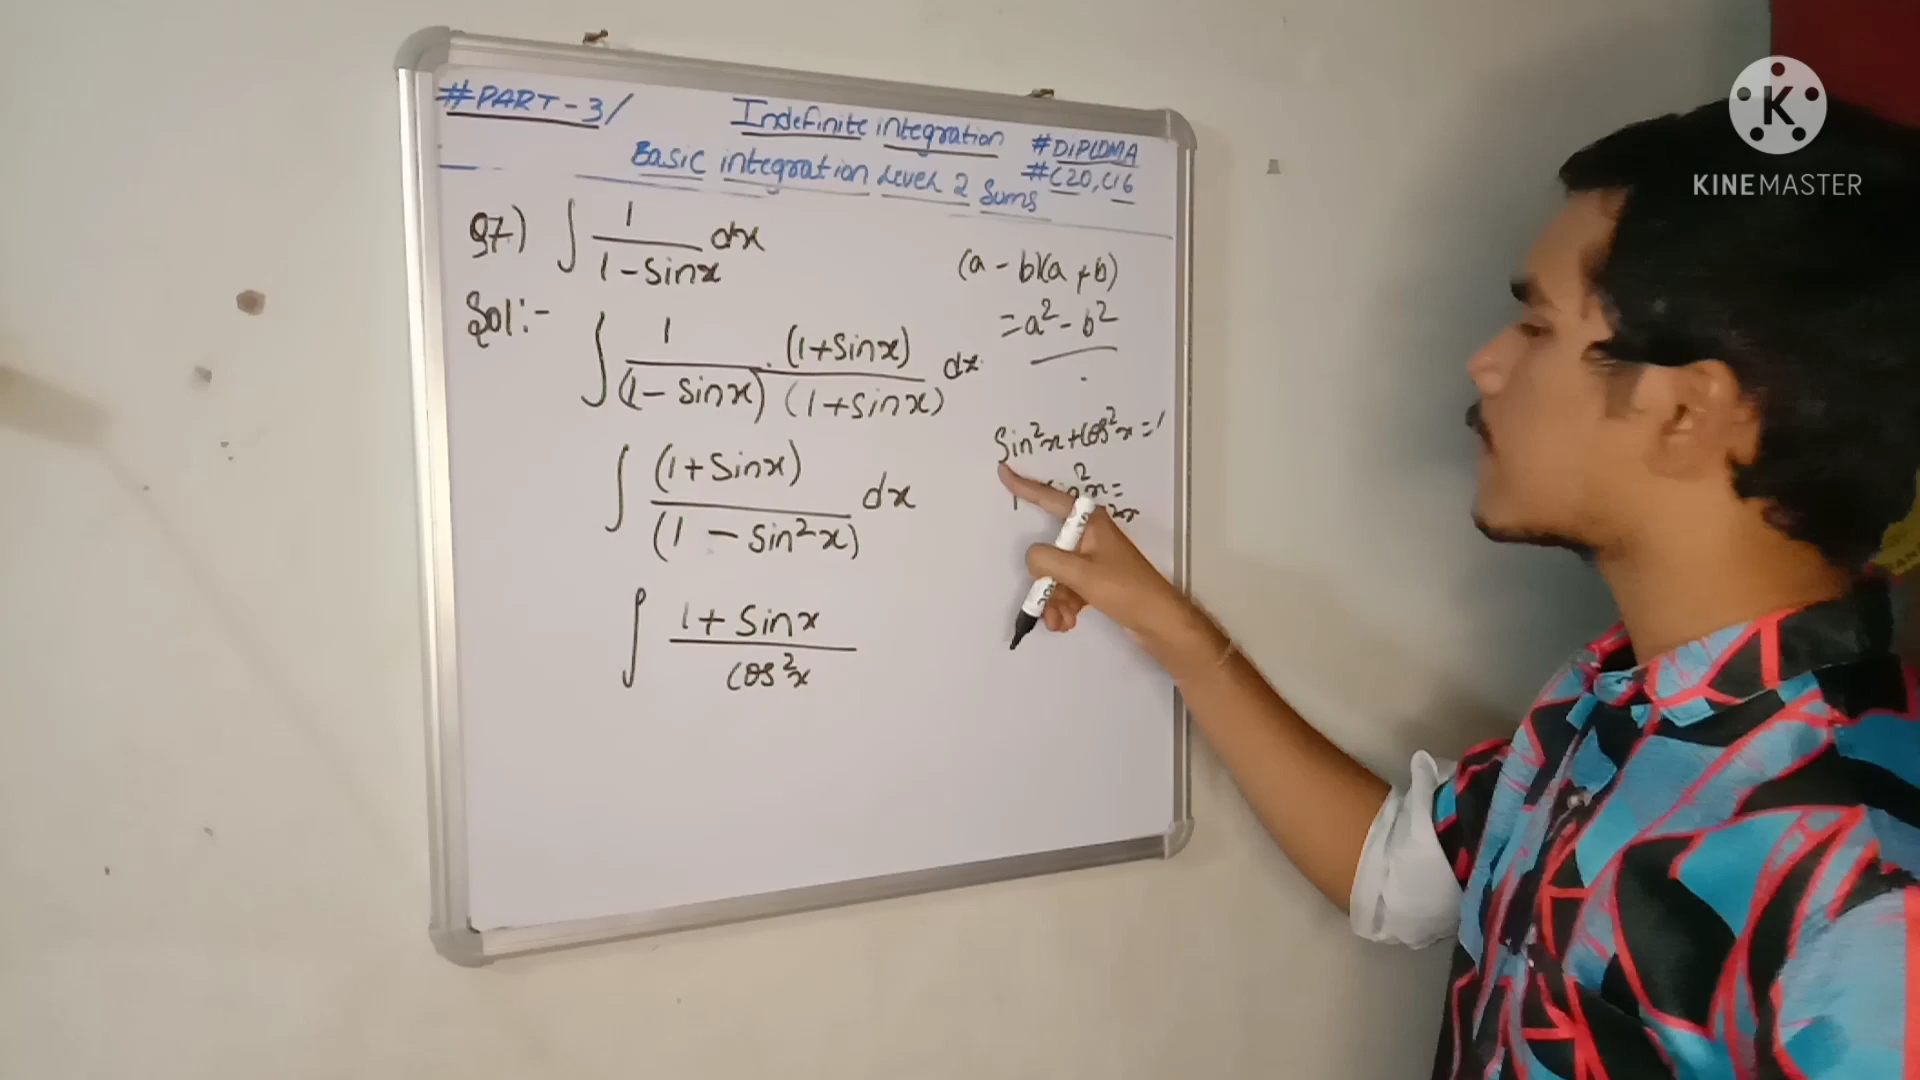 #PART-3/ Indefinite integration #DIPLOMA
Basic integration Level 2 Sums #C20, C16
Q7) ∫ 1/(1-Sinx) dx
Sol:- ∫ 1/(1-Sinx) . (1+Sinx)/(1+Sinx) dx
∫ (1+Sinx)/(1-Sin²x) dx
∫ 1+Sinx/Cos²x
(a-b)(a+b)
=a²-b²
Sin²x+Cos²x=1
KINEMASTER